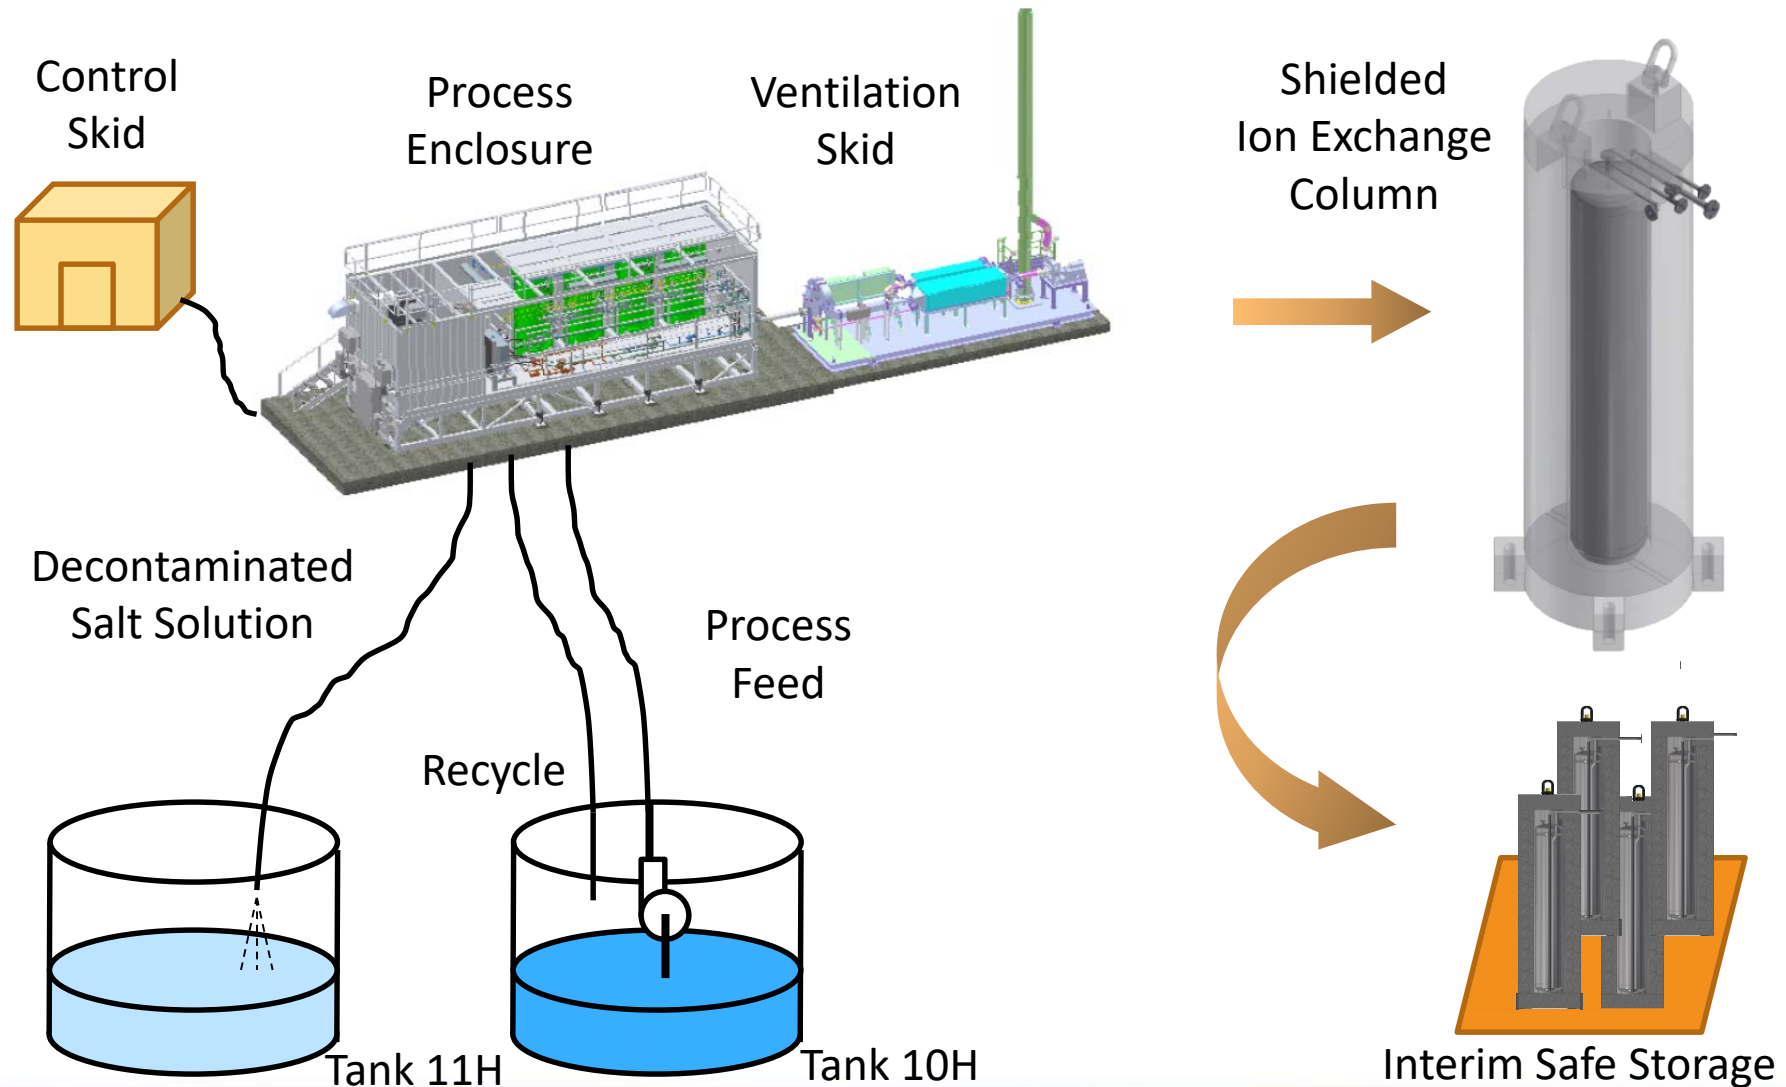 Control
Skid
Process
Enclosure
Ventilation
Skid
Shielded
Ion Exchange
Column
Decontaminated
Salt Solution
Process
Feed
Recycle
Tank 11H
Tank 10H
Interim Safe Storage